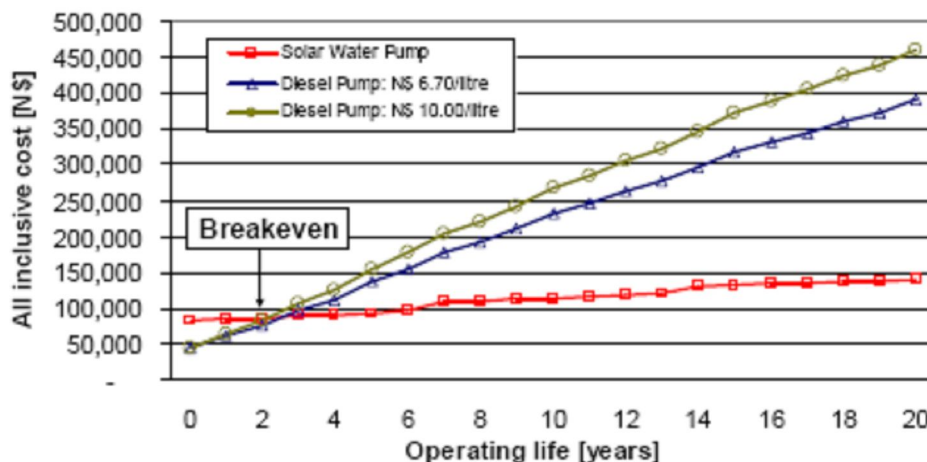 500,000
450,000
400,000
350,000
300,000
250,000
200,000
150,000
100,000
50,000
-
All inclusive cost [N$]
Solar Water Pump
Diesel Pump: N$ 6.70/litre
Diesel Pump: N$ 10.00/litre
Breakeven
0 2 4 6 8 10 12 14 16 18 20
Operating life [years]